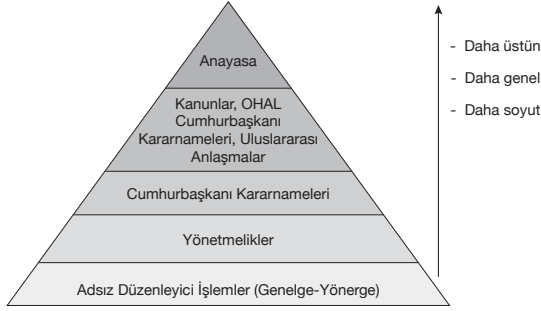 Anayasa
Kanunlar, OHAL
Cumhurbaşkanı
Kararnameleri, Uluslararası
Anlaşmalar
Cumhurbaşkanı Kararnameleri
Yönetmelikler
Adsız Düzenleyici İşlemler (Genelge-Yönerge)
- Daha üstün
- Daha genel
- Daha soyut